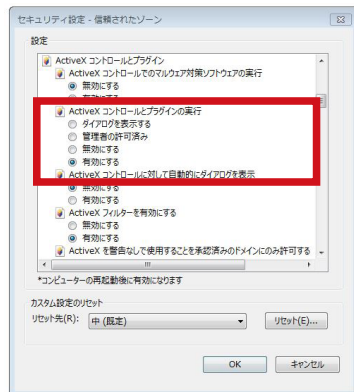 セキュリティ設定 - 信頼されたゾーン
設定
ActiveX コントロールとプラグイン
ActiveX コントロールでのマルウェア対策ソフトウェアの実行
無効にする
有効にする
ActiveX コントロールとプラグインの実行
ダイアログを表示する
管理者の許可済み
無効にする
有効にする
ActiveX コントロールに対して自動的にダイアログを表示
無効にする
有効にする
ActiveX フィルターを有効にする
無効にする
有効にする
ActiveX を警告なしで使用することを承認済みのドメインにのみ許可する
*コンピューターの再起動後に有効になります
カスタム設定のリセット
リセット先(R): 中 (既定) リセット(E)...
OK キャンセル